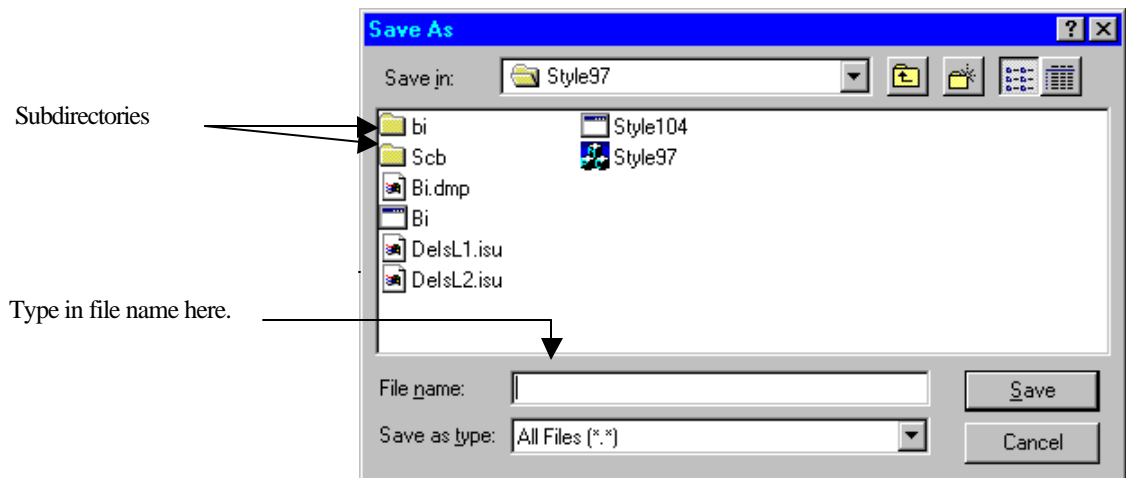 Save As
Save in: Style97
Subdirectories
bi
Scb
Bi.dmp
Bi
DelsL1.isu
DelsL2.isu
Style104
Style97
Type in file name here.
File name:
Save
Save as type: All Files (*.*)
Cancel